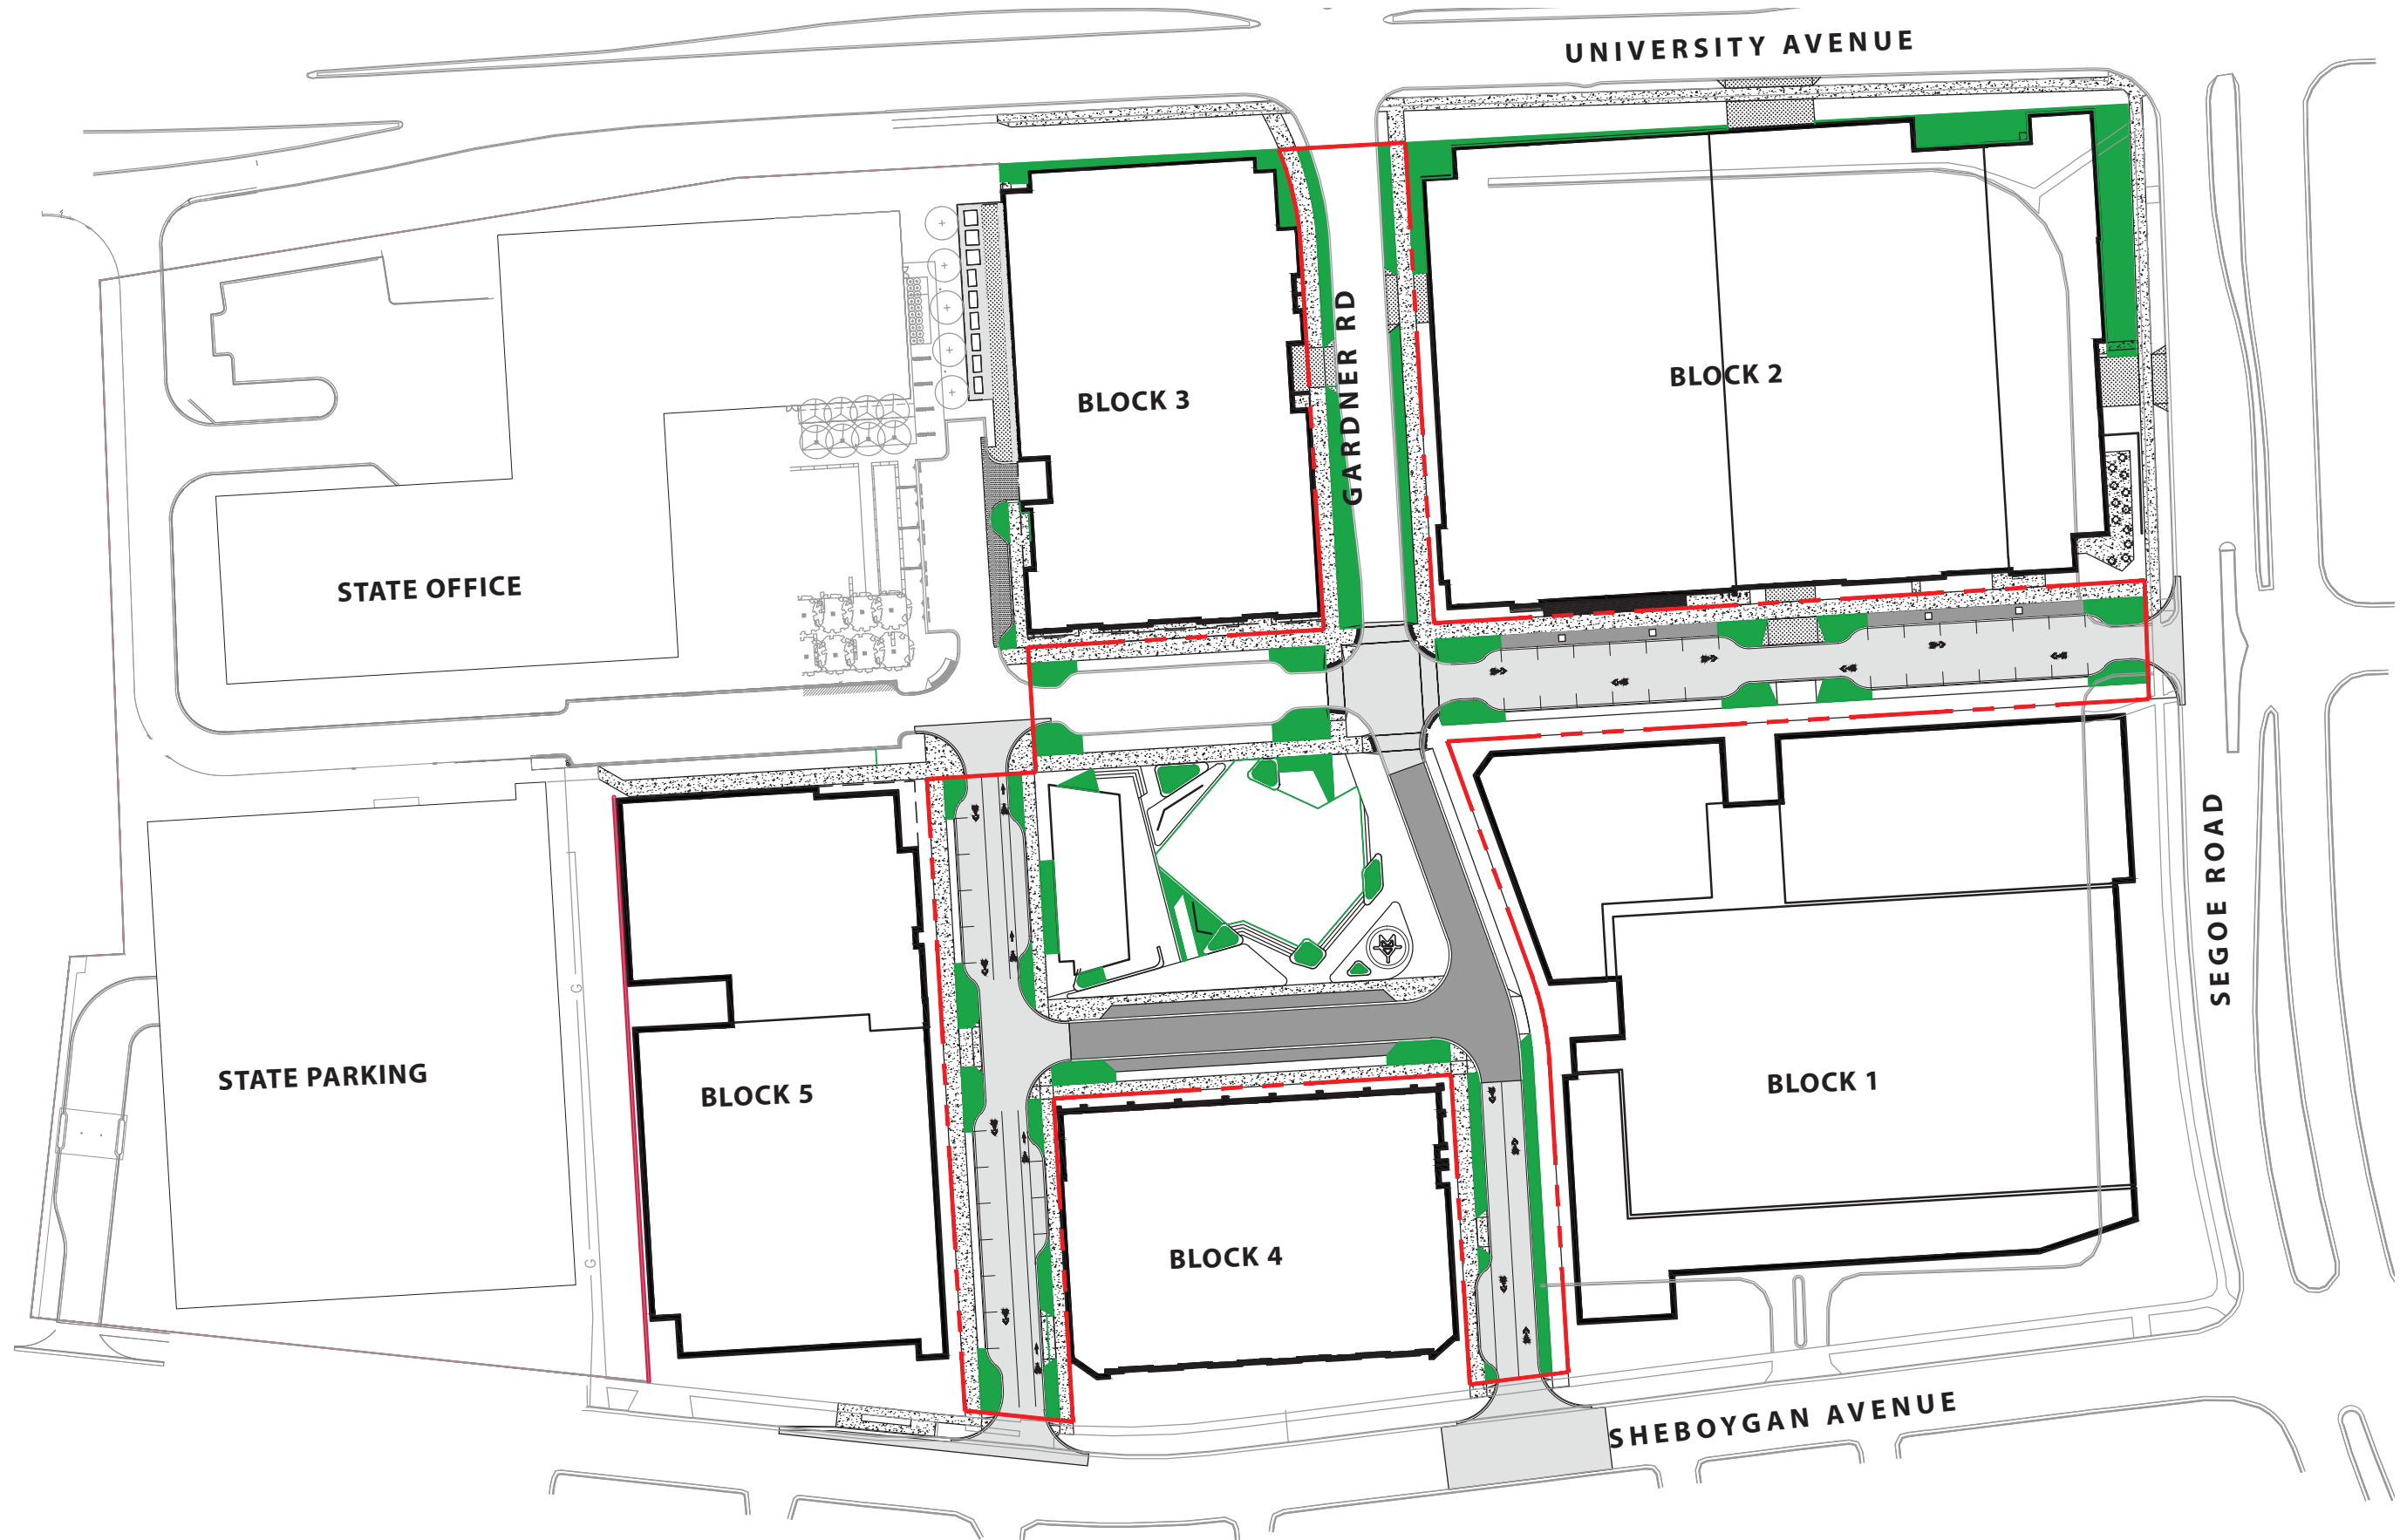 UNIVERSITY AVENUE
BLOCK 3
GARDNER RD
BLOCK 2
STATE OFFICE
SEGOE ROAD
G
STATE PARKING
BLOCK 5
BLOCK 1
BLOCK 4
G
SHEBOYGAN AVENUE